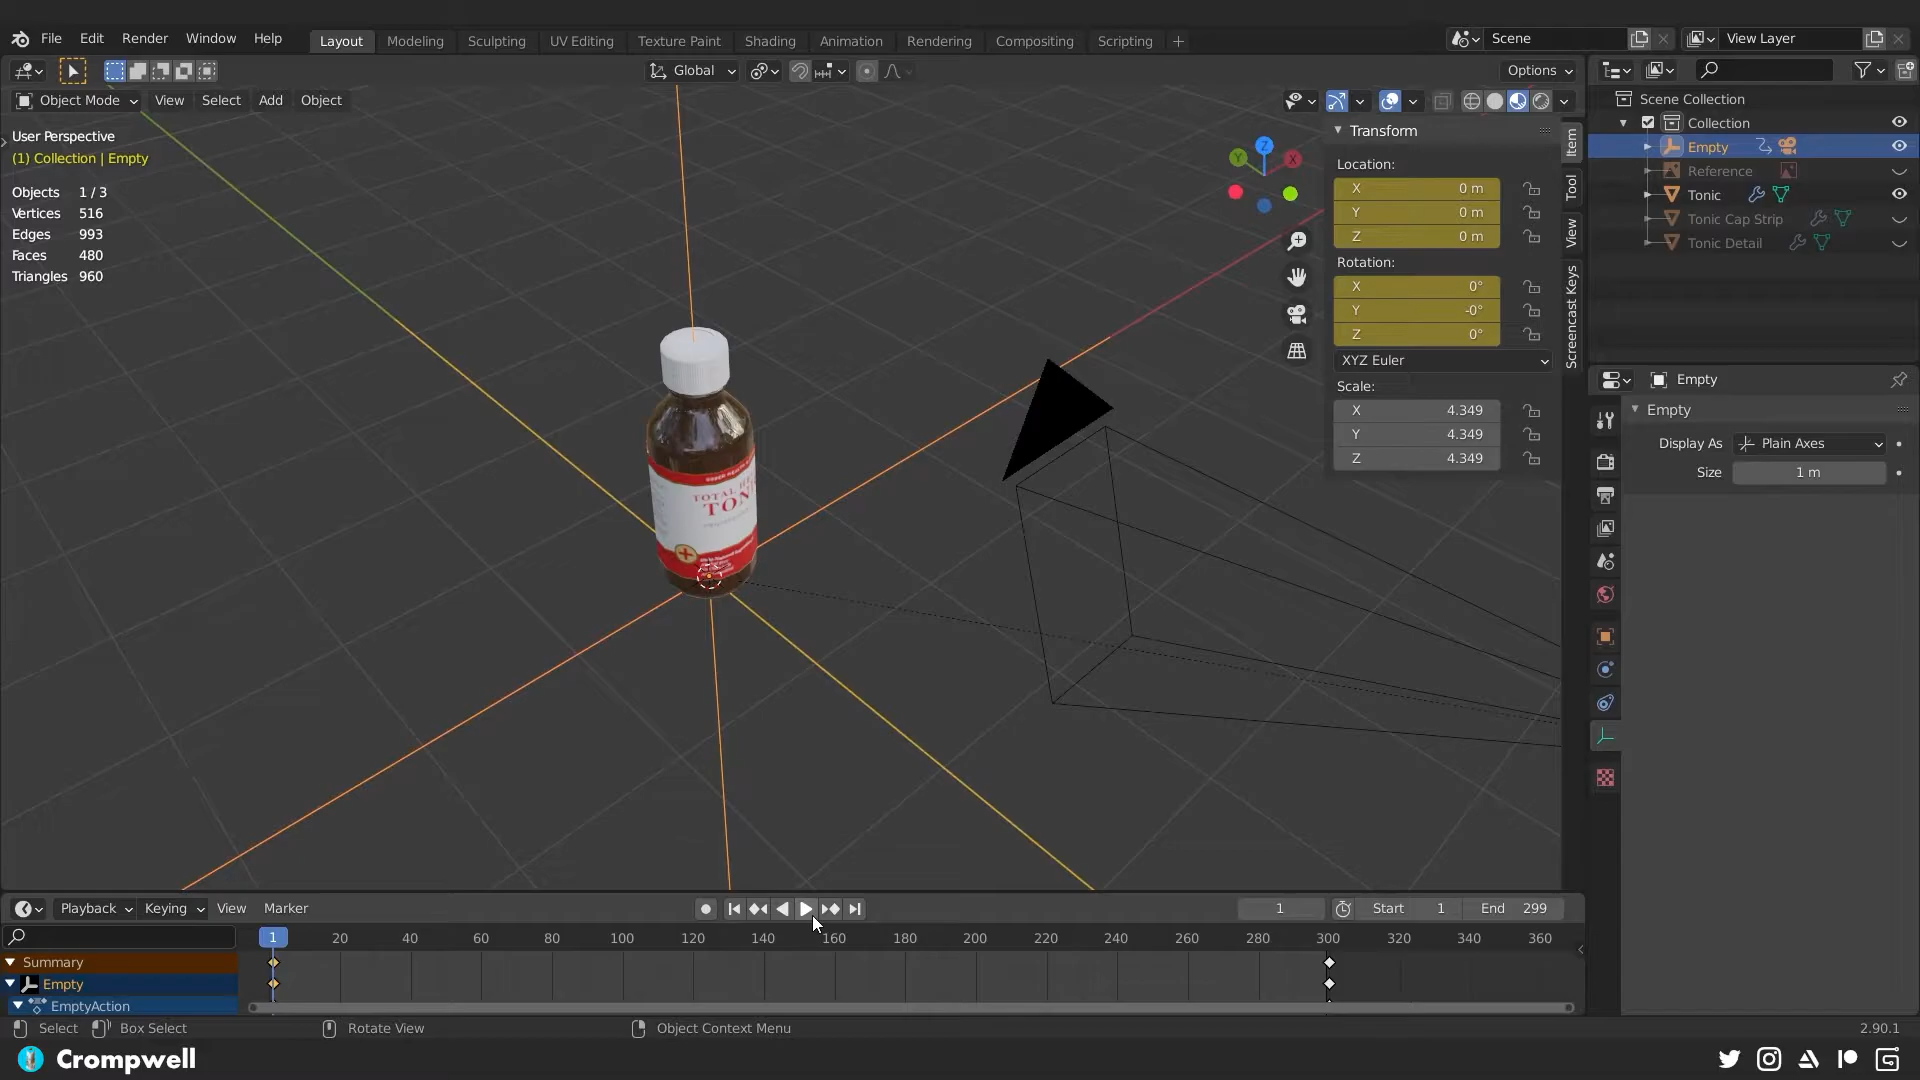 File Edit Render Window Help Layout Modeling Sculpting UV Editing Texture Paint Shading Animation Rendering Compositing Scripting + Scene View Layer
Global Options
Object Mode View Select Add Object
User Perspective
(1) Collection | Empty
Objects 1 / 3
Vertices 516
Edges 993
Faces 480
Triangles 960
Z
Y
X
Transform
Location:
X 0 m
Y 0 m
Z 0 m
Rotation:
X 0°
Y -0°
Z 0°
XYZ Euler
Scale:
X 4.349
Y 4.349
Z 4.349
Item
Tool
View
Screencast Keys
Scene Collection
Collection
Empty
Reference
Tonic
Tonic Cap Strip
Tonic Detail
Empty
Empty
Display As Plain Axes
Size 1 m
TOTAL
TON
Playback Keying View Marker 1 Start 1 End 299
1 20 40 60 80 100 120 140 160 180 200 220 240 260 280 300 320 340 360
Summary
Empty
EmptyAction
Select Box Select Rotate View Object Context Menu 2.90.1
Crompwell